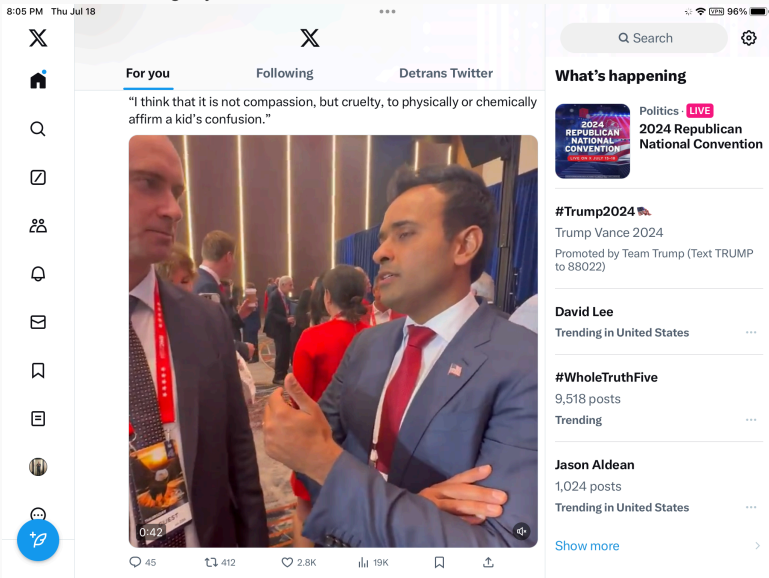 8:05 PM Thu Jul 18
VPN 96%
For you
Following
Detrans Twitter
“I think that it is not compassion, but cruelty, to physically or chemically
affirm a kid’s confusion.”
0:42
45
412
2.8K
19K
Search
What’s happening
2024
REPUBLICAN
NATIONAL
CONVENTION
Politics · LIVE
2024 Republican
National Convention
#Trump2024
Trump Vance 2024
Promoted by Team Trump (Text TRUMP
to 88022)
David Lee
Trending in United States
#WholeTruthFive
9,518 posts
Trending
Jason Aldean
1,024 posts
Trending in United States
Show more